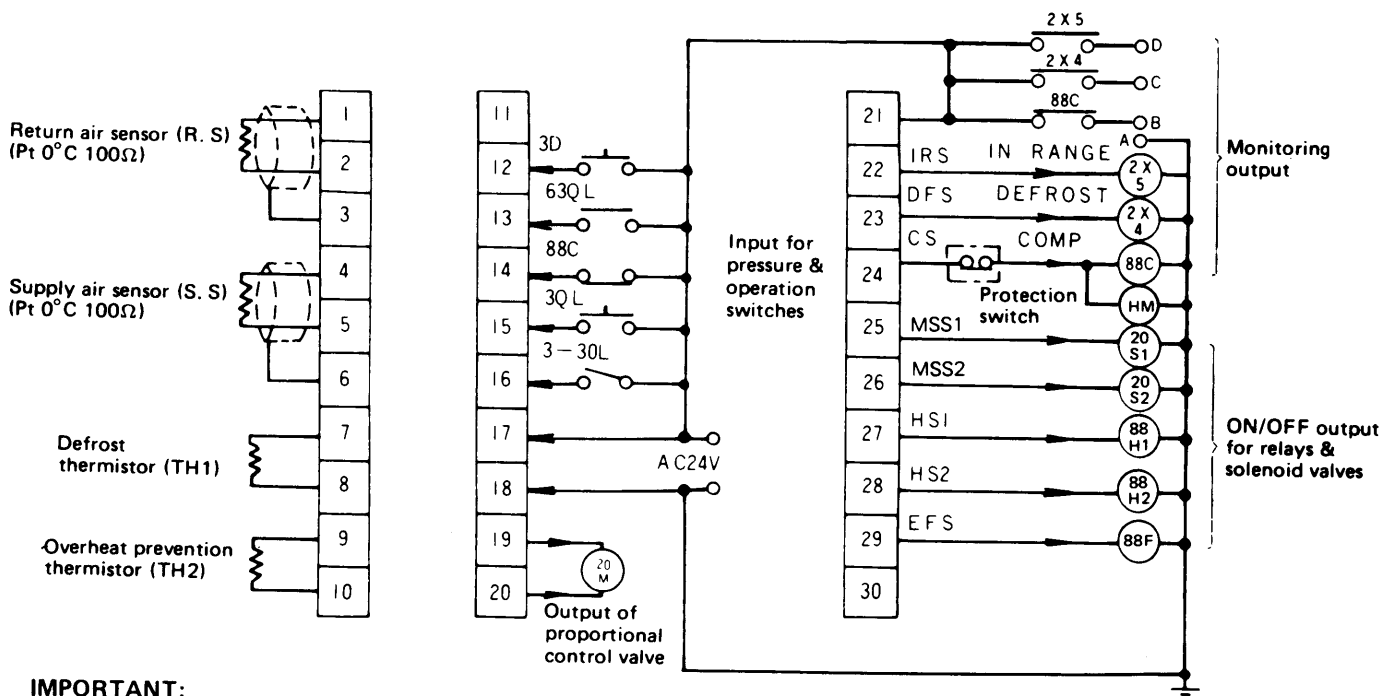 Return air sensor (R. S)
(Pt 0°C 100Ω)
Supply air sensor (S. S)
(Pt 0°C 100Ω)
Defrost
thermistor (TH1)
Overheat prevention
thermistor (TH2)
1
2
3
4
5
6
7
8
9
10
11
12
13
14
15
16
17
18
19
20
3D
63QL
88C
3QL
3-30L
AC24V
20
M
Output of
proportional
control valve
Input for
pressure &
operation
switches
21
22
23
24
25
26
27
28
29
30
2X5
D
2X4
C
88C
B
A
IRS IN RANGE
2X
5
DFS DEFROST
2X
4
CS COMP
88C
Protection
switch
HM
MSS1
20
S1
MSS2
20
S2
HS1
88
H1
HS2
88
H2
EFS
88F
Monitoring
output
ON/OFF output
for relays &
solenoid valves
IMPORTANT: